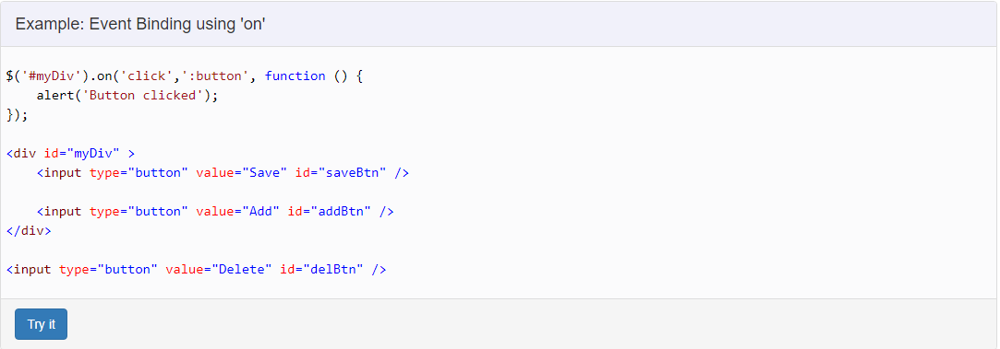 Example: Event Binding using 'on'
$('#myDiv').on('click',':button', function () {
    alert('Button clicked');
});
<div id="myDiv" >
    <input type="button" value="Save" id="saveBtn" />
    <input type="button" value="Add" id="addBtn" />
</div>
<input type="button" value="Delete" id="delBtn" />
Try it